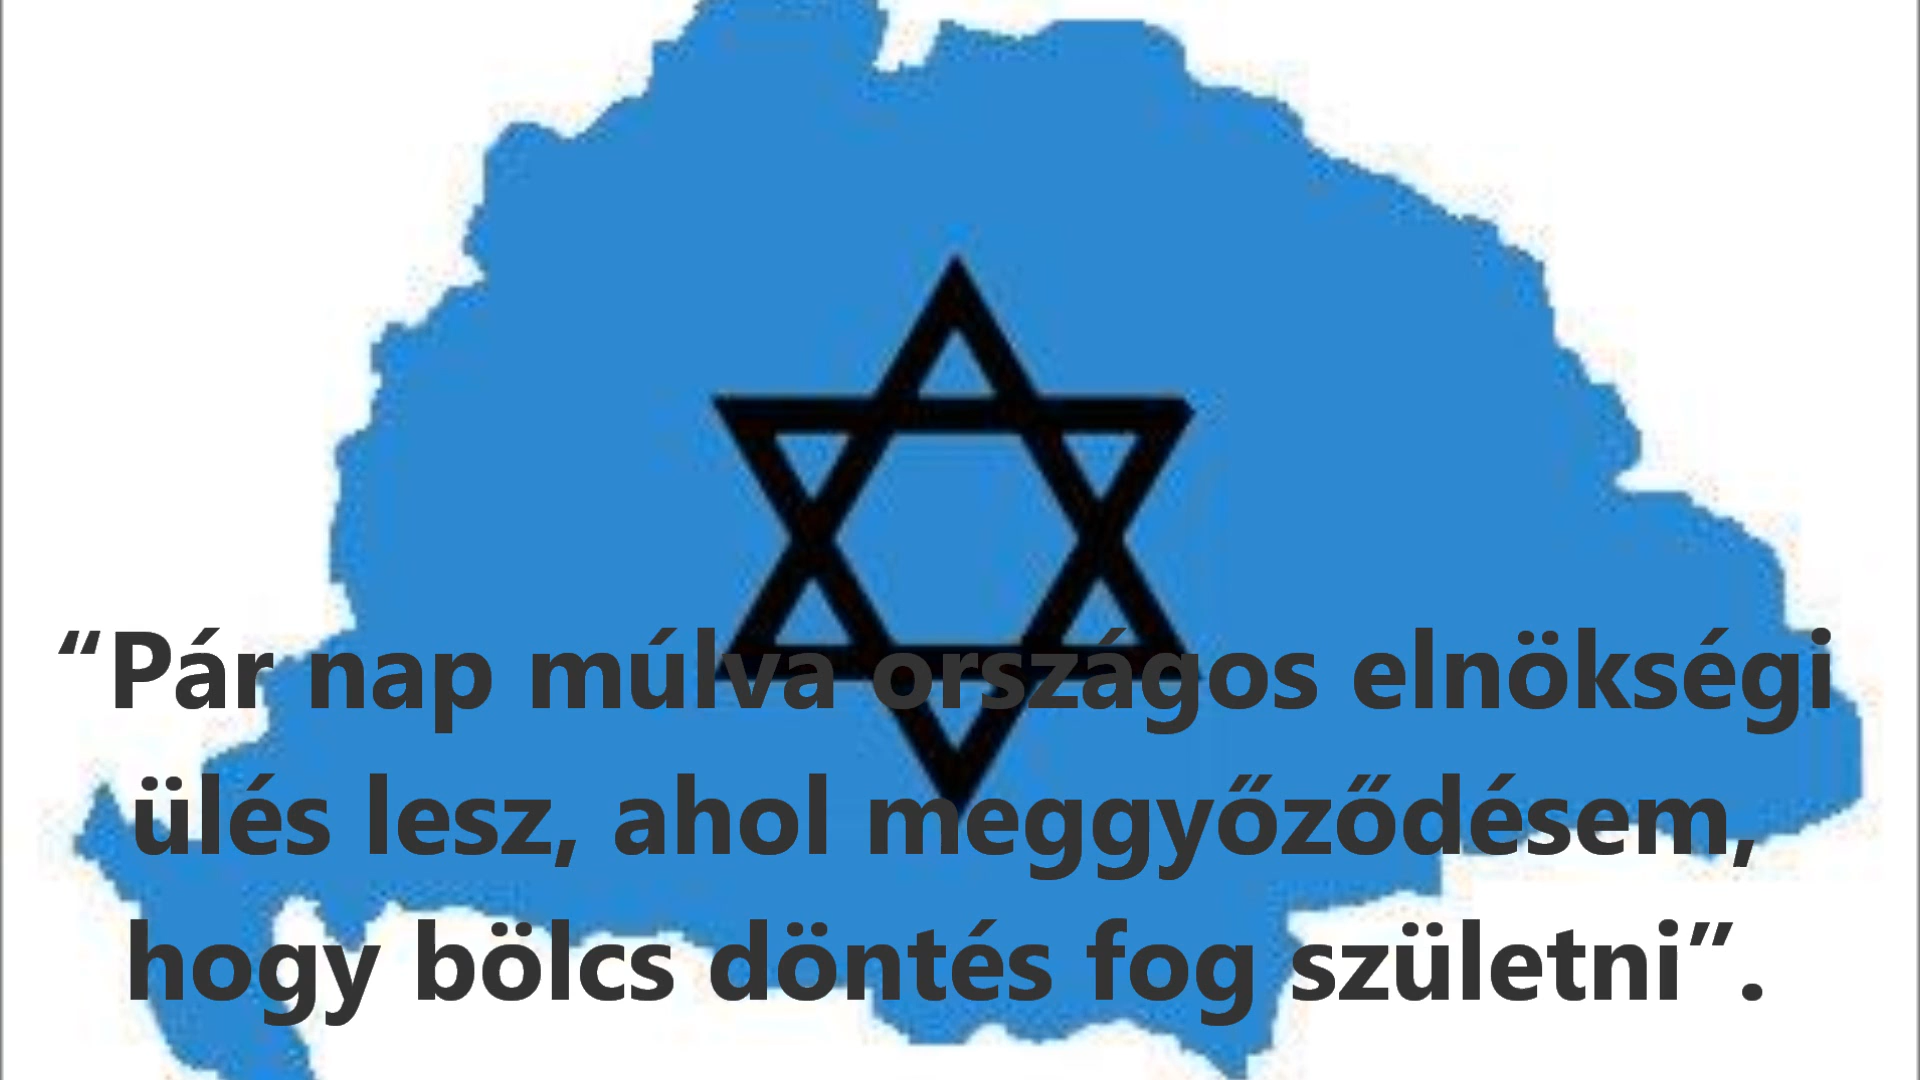 “Pár nap múlva országos elnökségi
ülés lesz, ahol meggyőződésem,
hogy bölcs döntés fog születni”.